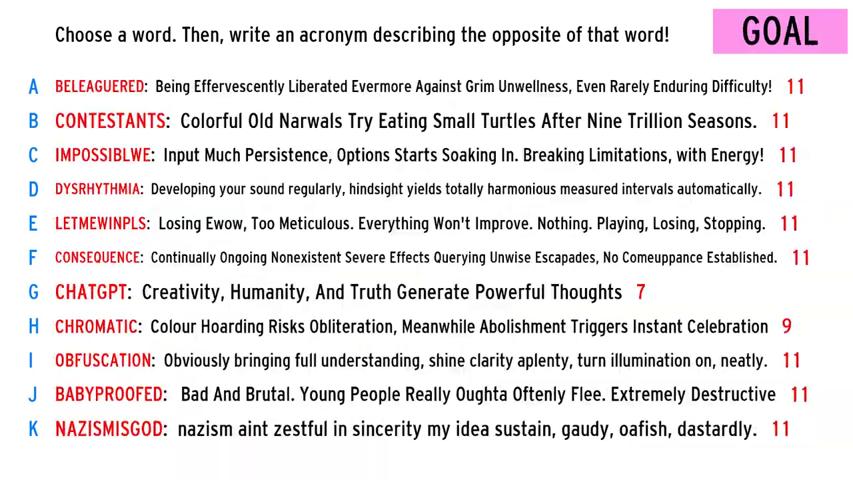 Choose a word. Then, write an acronym describing the opposite of that word! GOAL
A BELEAGUERED: Being Effervescently Liberated Evermore Against Grim Unwellness, Even Rarely Enduring Difficulty! 11
B CONTESTANTS: Colorful Old Narwals Try Eating Small Turtles After Nine Trillion Seasons. 11
C IMPOSSIBLWE: Input Much Persistence, Options Starts Soaking In. Breaking Limitations, with Energy! 11
D DYSRHYTHMIA: Developing your sound regularly, hindsight yields totally harmonious measured intervals automatically. 11
E LETMEWINPLS: Losing Ewow, Too Meticulous. Everything Won't Improve. Nothing. Playing, Losing, Stopping. 11
F CONSEQUENCE: Continually Ongoing Nonexistent Severe Effects Querying Unwise Escapades, No Comeuppance Established. 11
G CHATGPT: Creativity, Humanity, And Truth Generate Powerful Thoughts 7
H CHROMATIC: Colour Hoarding Risks Obliteration, Meanwhile Abolishment Triggers Instant Celebration 9
I OBFUSCATION: Obviously bringing full understanding, shine clarity aplenty, turn illumination on, neatly. 11
J BABYPROOFED: Bad And Brutal. Young People Really Oughta Oftenly Flee. Extremely Destructive 11
K NAZISMISGOD: nazism aint zestful in sincerity my idea sustain, gaudy, oafish, dastardly. 11